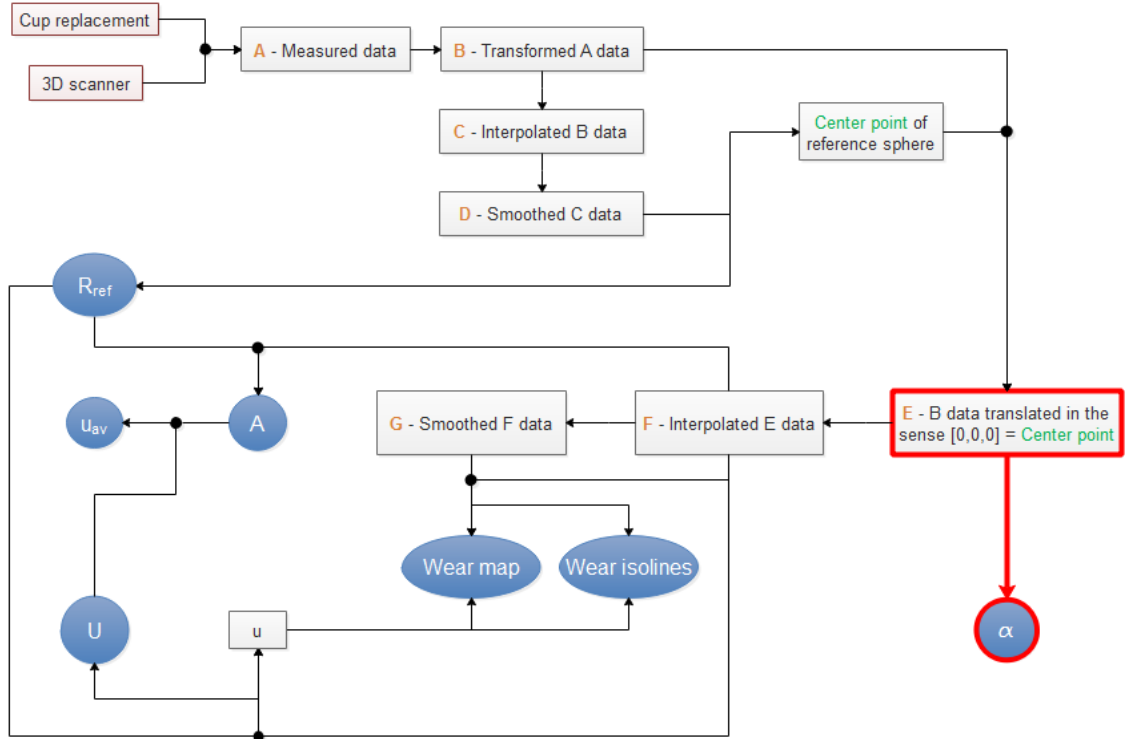 Cup replacement
A - Measured data
B - Transformed A data
3D scanner
C - Interpolated B data
Center point of
reference sphere
D - Smoothed C data
Rref
uav
A
G - Smoothed F data
F - Interpolated E data
E - B data translated in the
sense [0,0,0] = Center point
Wear map
Wear isolines
U
u
α